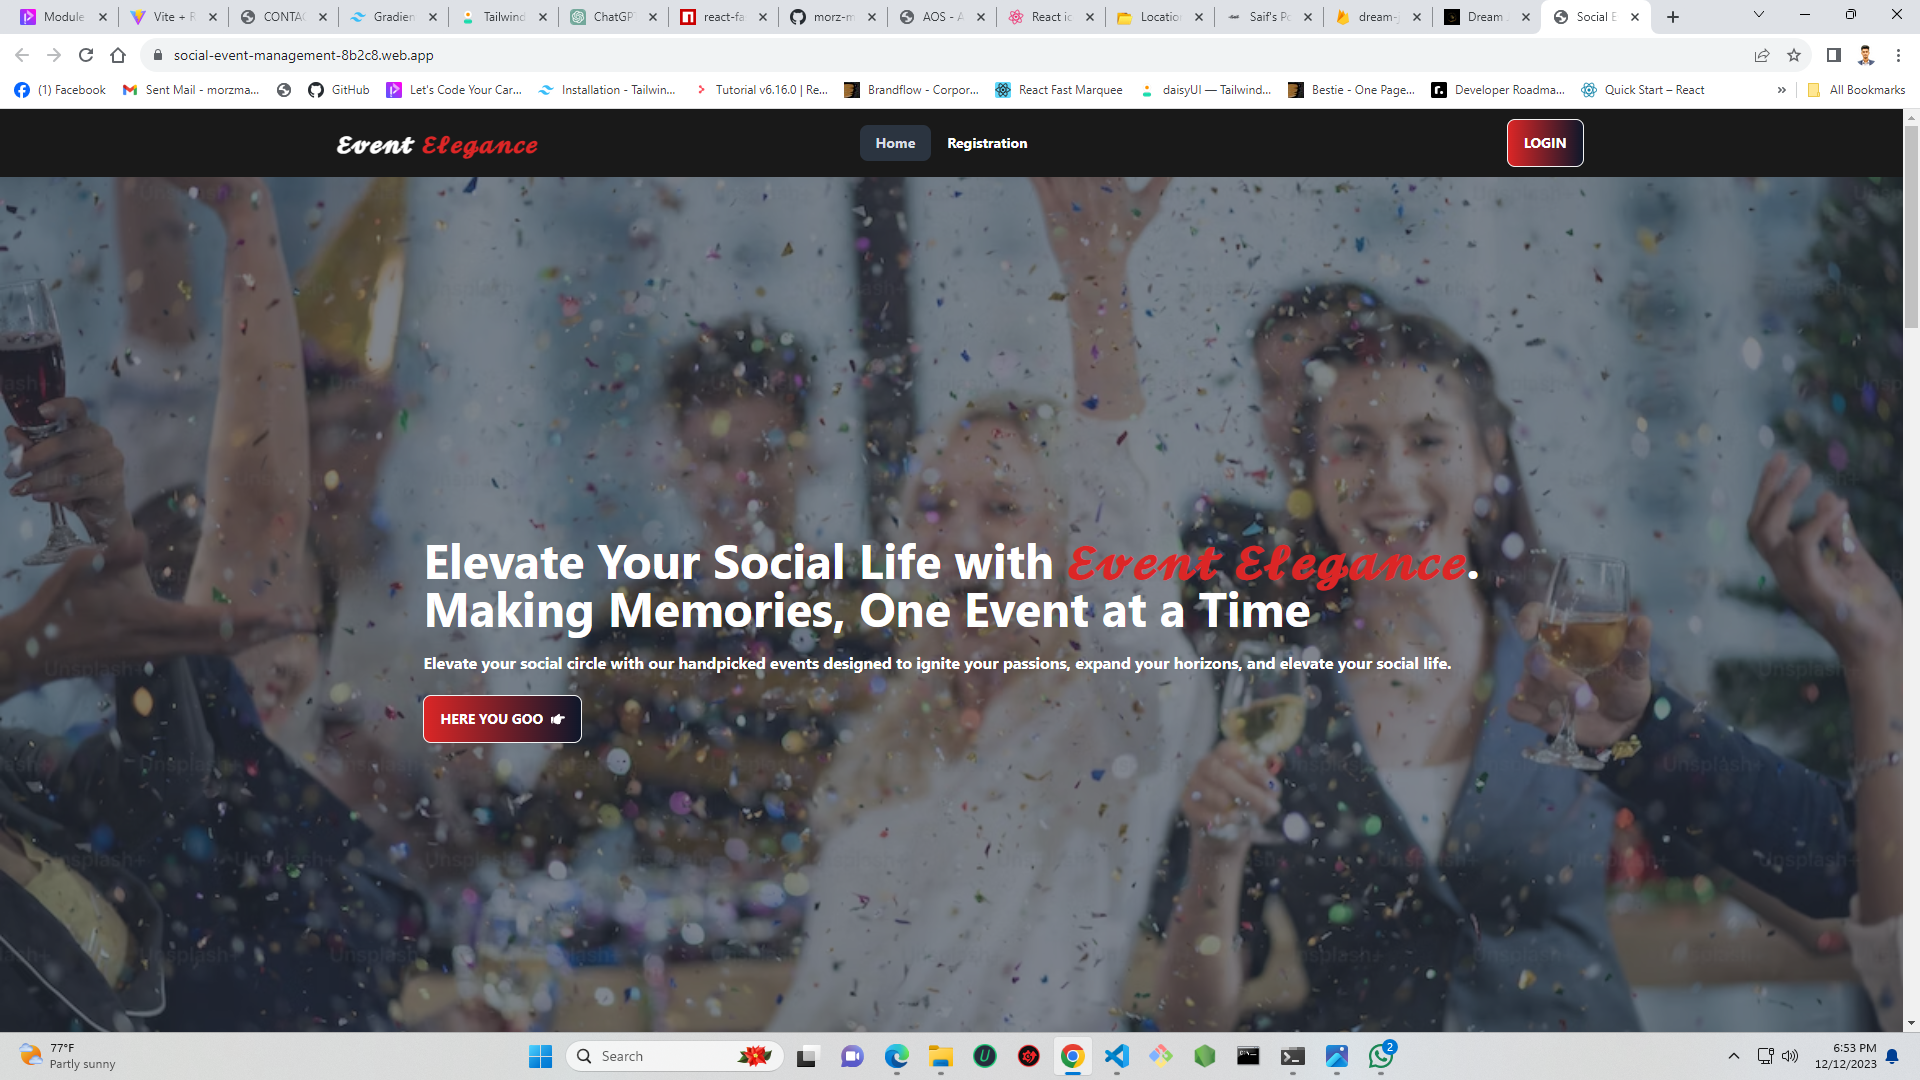 Module
Vite + R
CONTAC
Gradien
Tailwind
ChatGP
react-fa
morz-m
AOS - A
React ic
Location
Saif's Po
dream-j
Dream
Social E
social-event-management-8b2c8.web.app
(1) Facebook
Sent Mail - morzma...
GitHub
Let's Code Your Car...
Installation - Tailwin...
Tutorial v6.16.0 | Re...
Brandflow - Corpor...
React Fast Marquee
daisyUI — Tailwind...
Bestie - One Page...
Developer Roadma...
Quick Start – React
All Bookmarks
Event Elegance
Home
Registration
LOGIN
Elevate Your Social Life with Event Elegance.
Making Memories, One Event at a Time
Elevate your social circle with our handpicked events designed to ignite your passions, expand your horizons, and elevate your social life.
HERE YOU GOO
Unsplash+
77°F
Partly sunny
Search
2
6:53 PM
12/12/2023